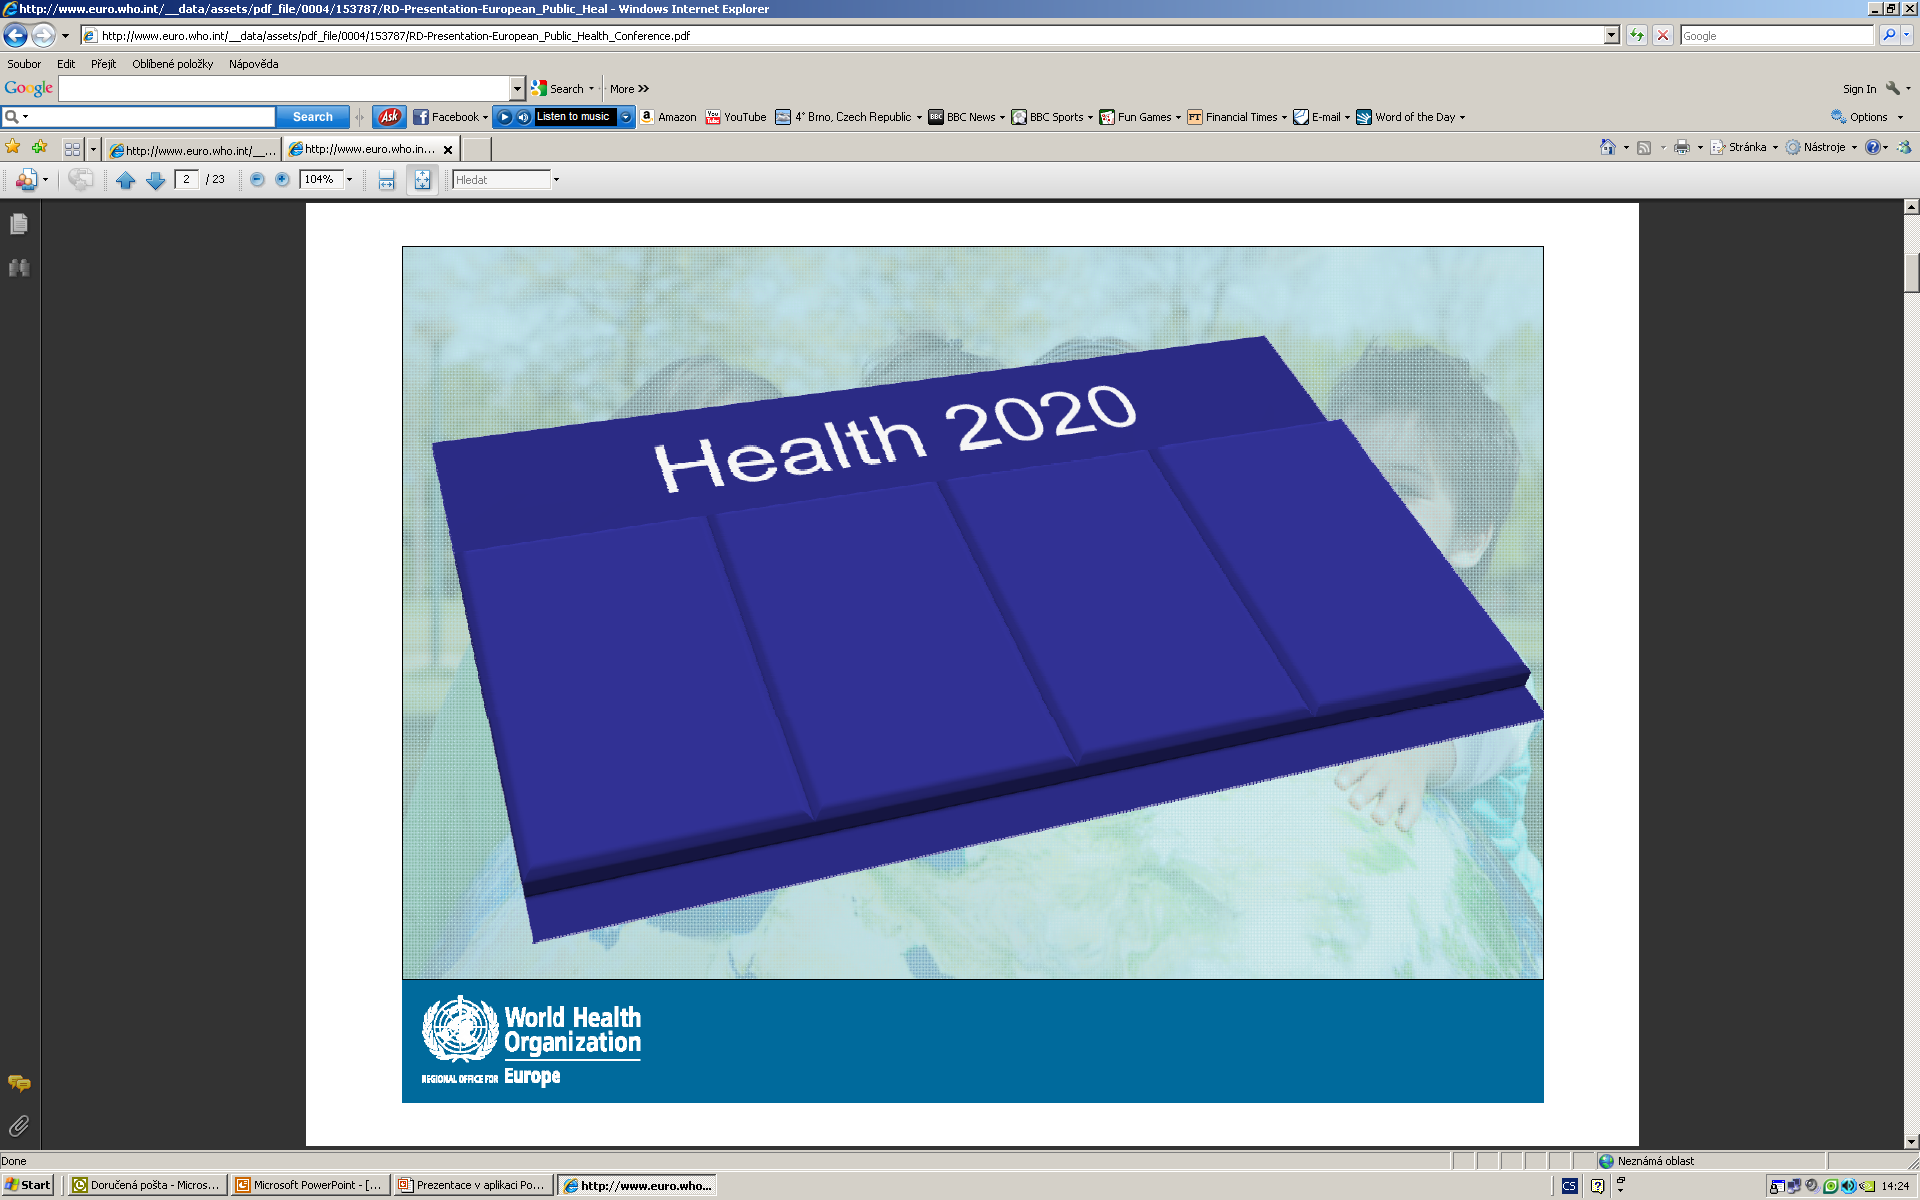 http://www.euro.who.int/__data/assets/pdf_file/0004/153787/RD-Presentation-European_Public_Heal - Windows Internet Explorer
http://www.euro.who.int/__data/assets/pdf_file/0004/153787/RD-Presentation-European_Public_Health_Conference.pdf
Google
Soubor Edit Přejít Oblíbené položky Nápověda
Google Search More >> Sign In
Search Ask Facebook Listen to music Amazon YouTube 4° Brno, Czech Republic BBC News BBC Sports Fun Games FT Financial Times E-mail Word of the Day Options
http://www.euro.who.int/__... http://www.euro.who.in... Stránka Nástroje
2 / 23 104% Hledat
Health 2020
World Health
Organization
REGIONAL OFFICE FOR Europe
Done Neznámá oblast
Start Doručená pošta - Micros... Microsoft PowerPoint - [... Prezentace v aplikaci Po... http://www.euro.who... CS 14:24